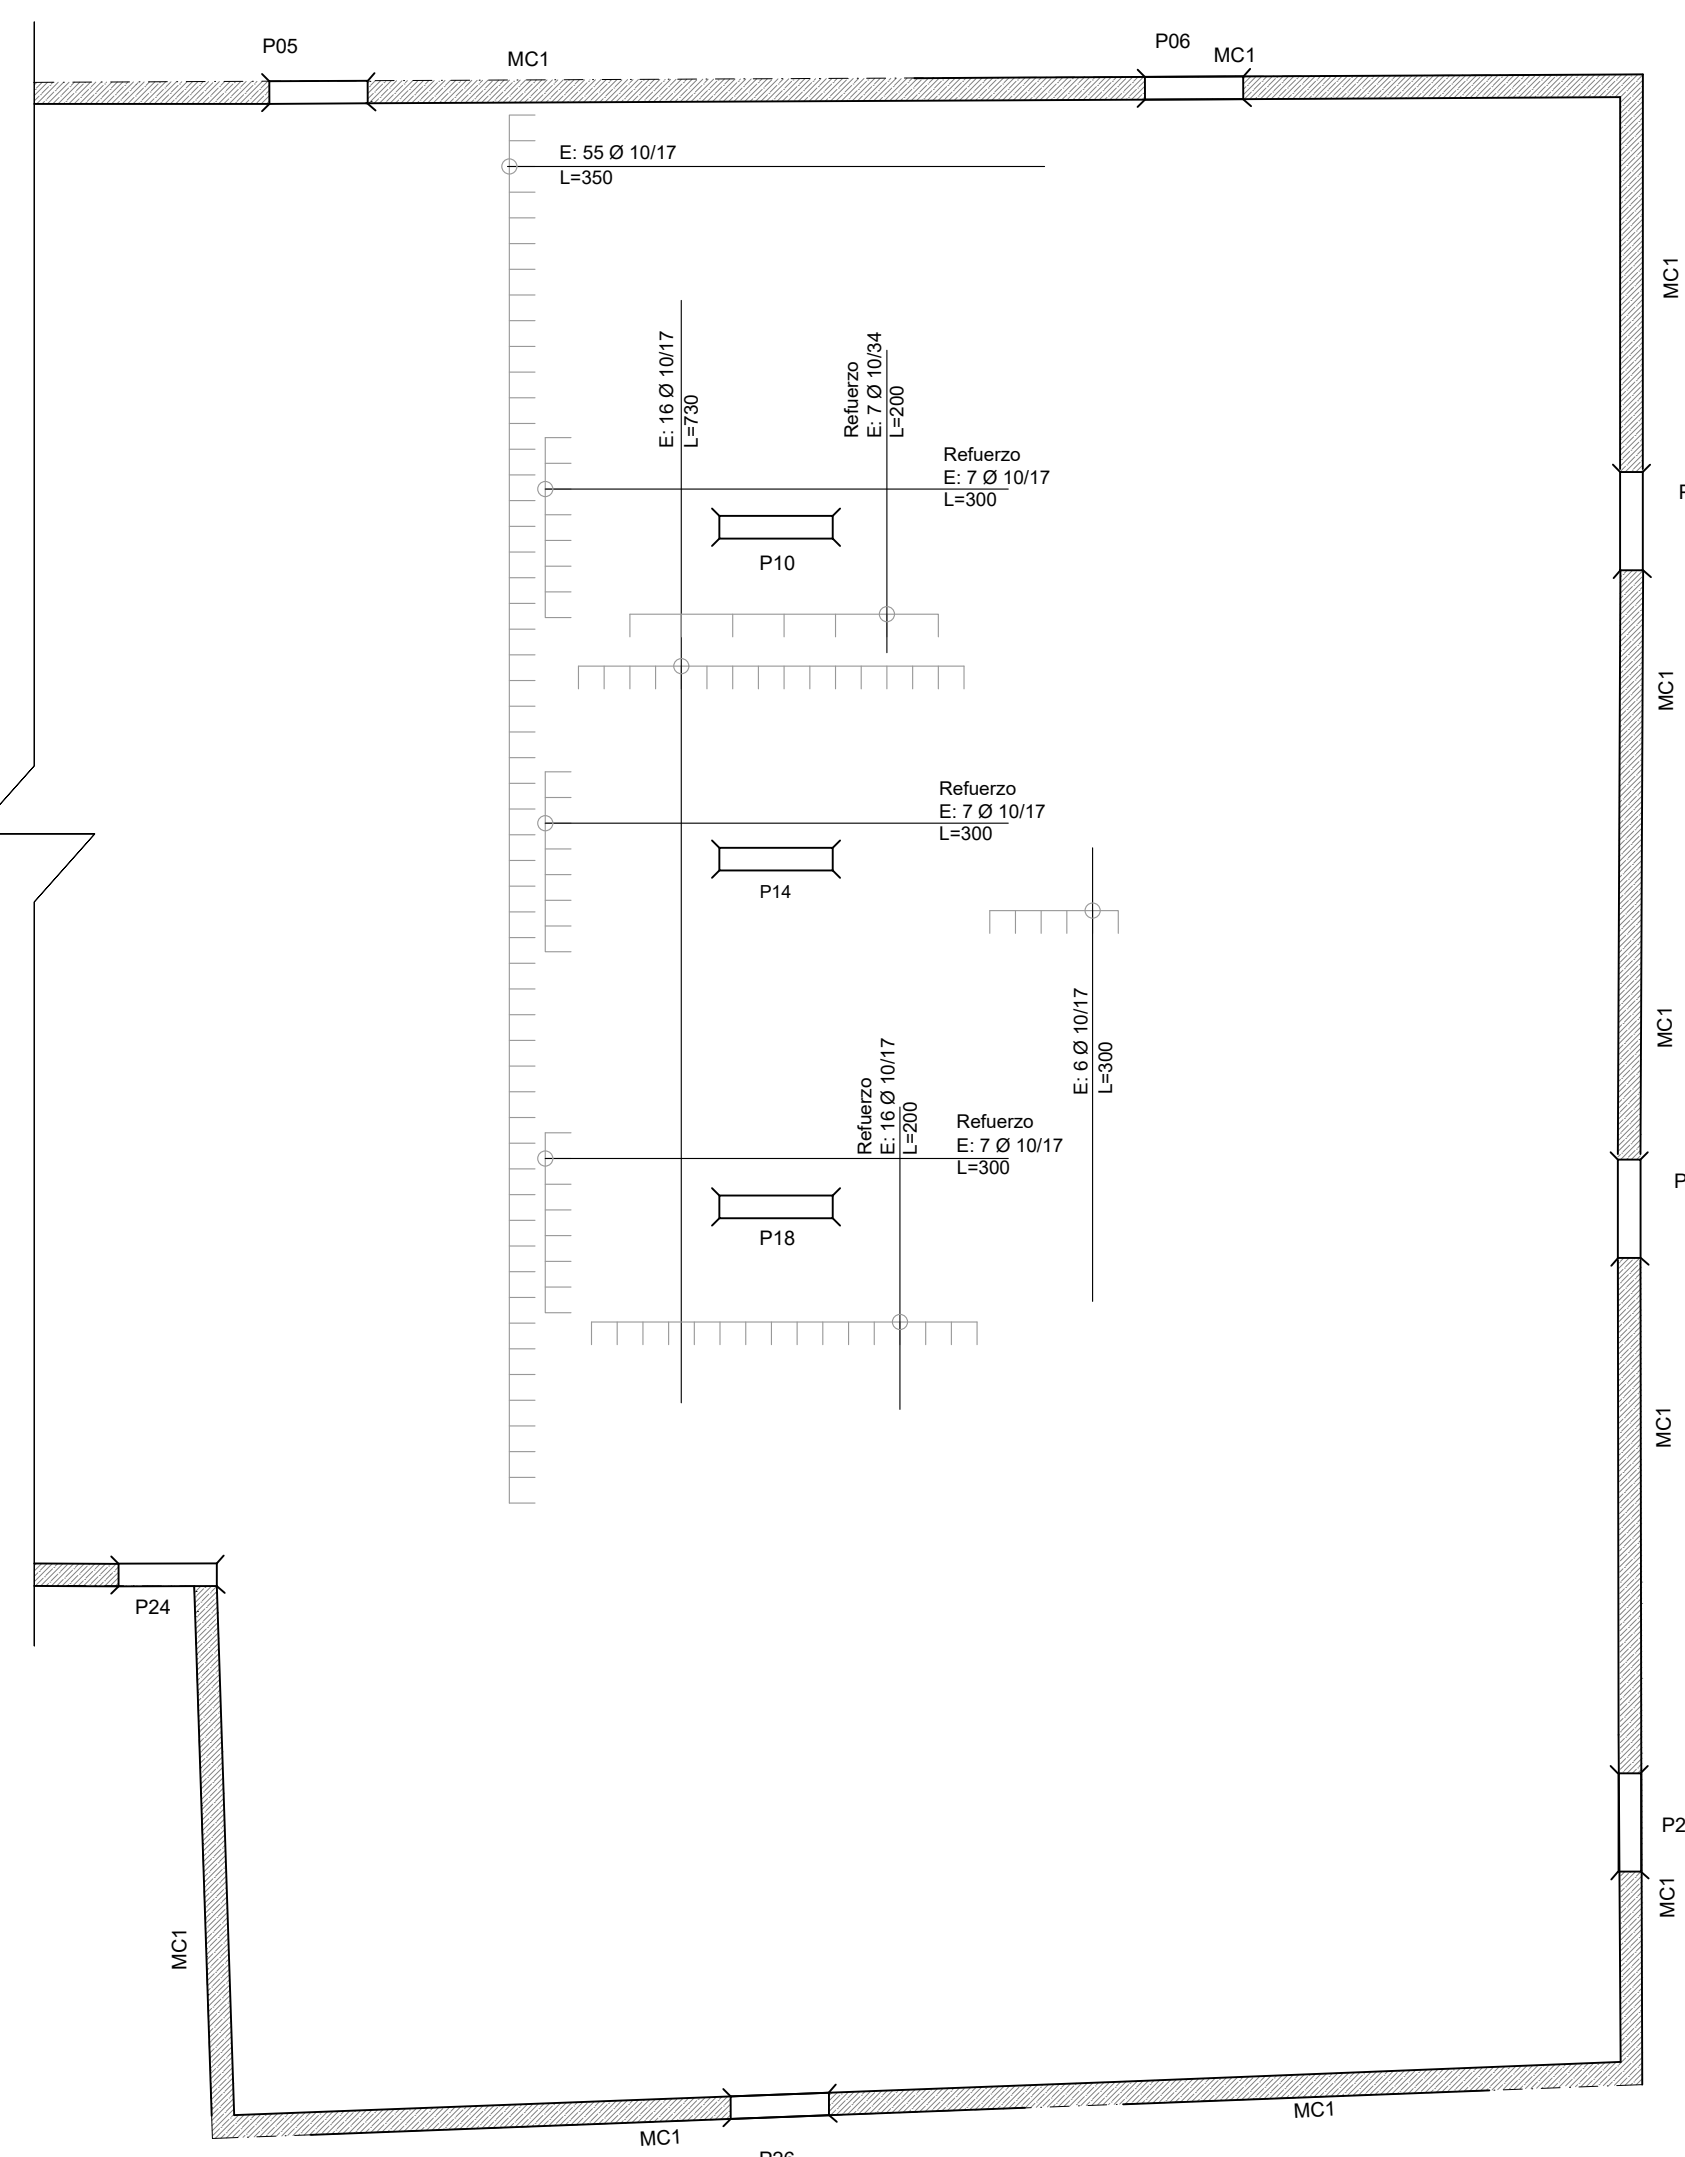 P05
MC1
P06
MC1
E: 55 Ø 10/17
L=350
MC1
E: 16 Ø 10/17
L=730
Refuerzo
E: 7 Ø 10/34
L=200
Refuerzo
E: 7 Ø 10/17
L=300
P10
MC1
Refuerzo
E: 7 Ø 10/17
L=300
P14
MC1
E: 6 Ø 10/17
L=300
Refuerzo
E: 16 Ø 10/17
L=200
Refuerzo
E: 7 Ø 10/17
L=300
P
P18
MC1
P24
P2
MC1
MC1
MC1
MC1